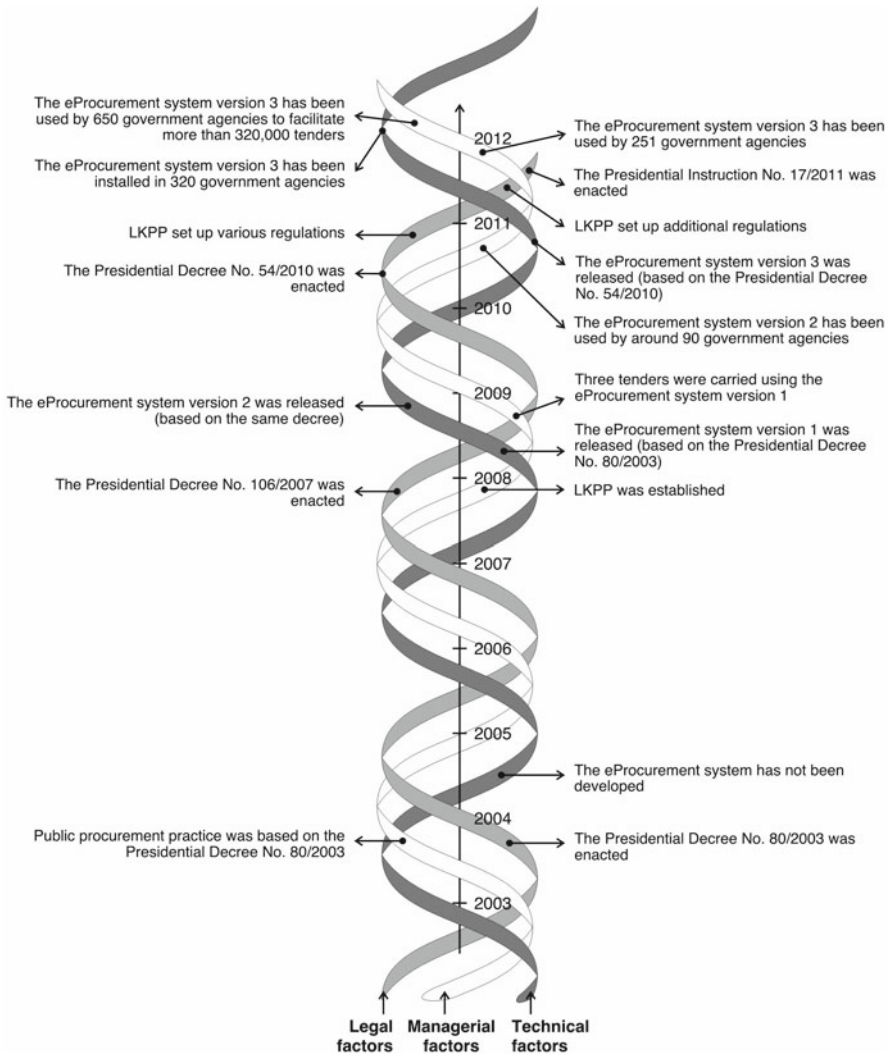 The eProcurement system version 3 has been
used by 650 government agencies to facilitate
more than 320,000 tenders
The eProcurement system version 3 has been
installed in 320 government agencies
LKPP set up various regulations
The Presidential Decree No. 54/2010 was
enacted
The eProcurement system version 2 was released
(based on the same decree)
The Presidential Decree No. 106/2007 was
enacted
Public procurement practice was based on the
Presidential Decree No. 80/2003
2012
2011
2010
2009
2008
2007
2006
2005
2004
2003
The eProcurement system version 3 has been
used by 251 government agencies
The Presidential Instruction No. 17/2011 was
enacted
LKPP set up additional regulations
The eProcurement system version 3 was
released (based on the Presidential Decree
No. 54/2010)
The eProcurement system version 2 has been
used by around 90 government agencies
Three tenders were carried using the
eProcurement system version 1
The eProcurement system version 1 was
released (based on the Presidential Decree
No. 80/2003)
LKPP was established
The eProcurement system has not been
developed
The Presidential Decree No. 80/2003 was
enacted
Legal
factors
Managerial
factors
Technical
factors